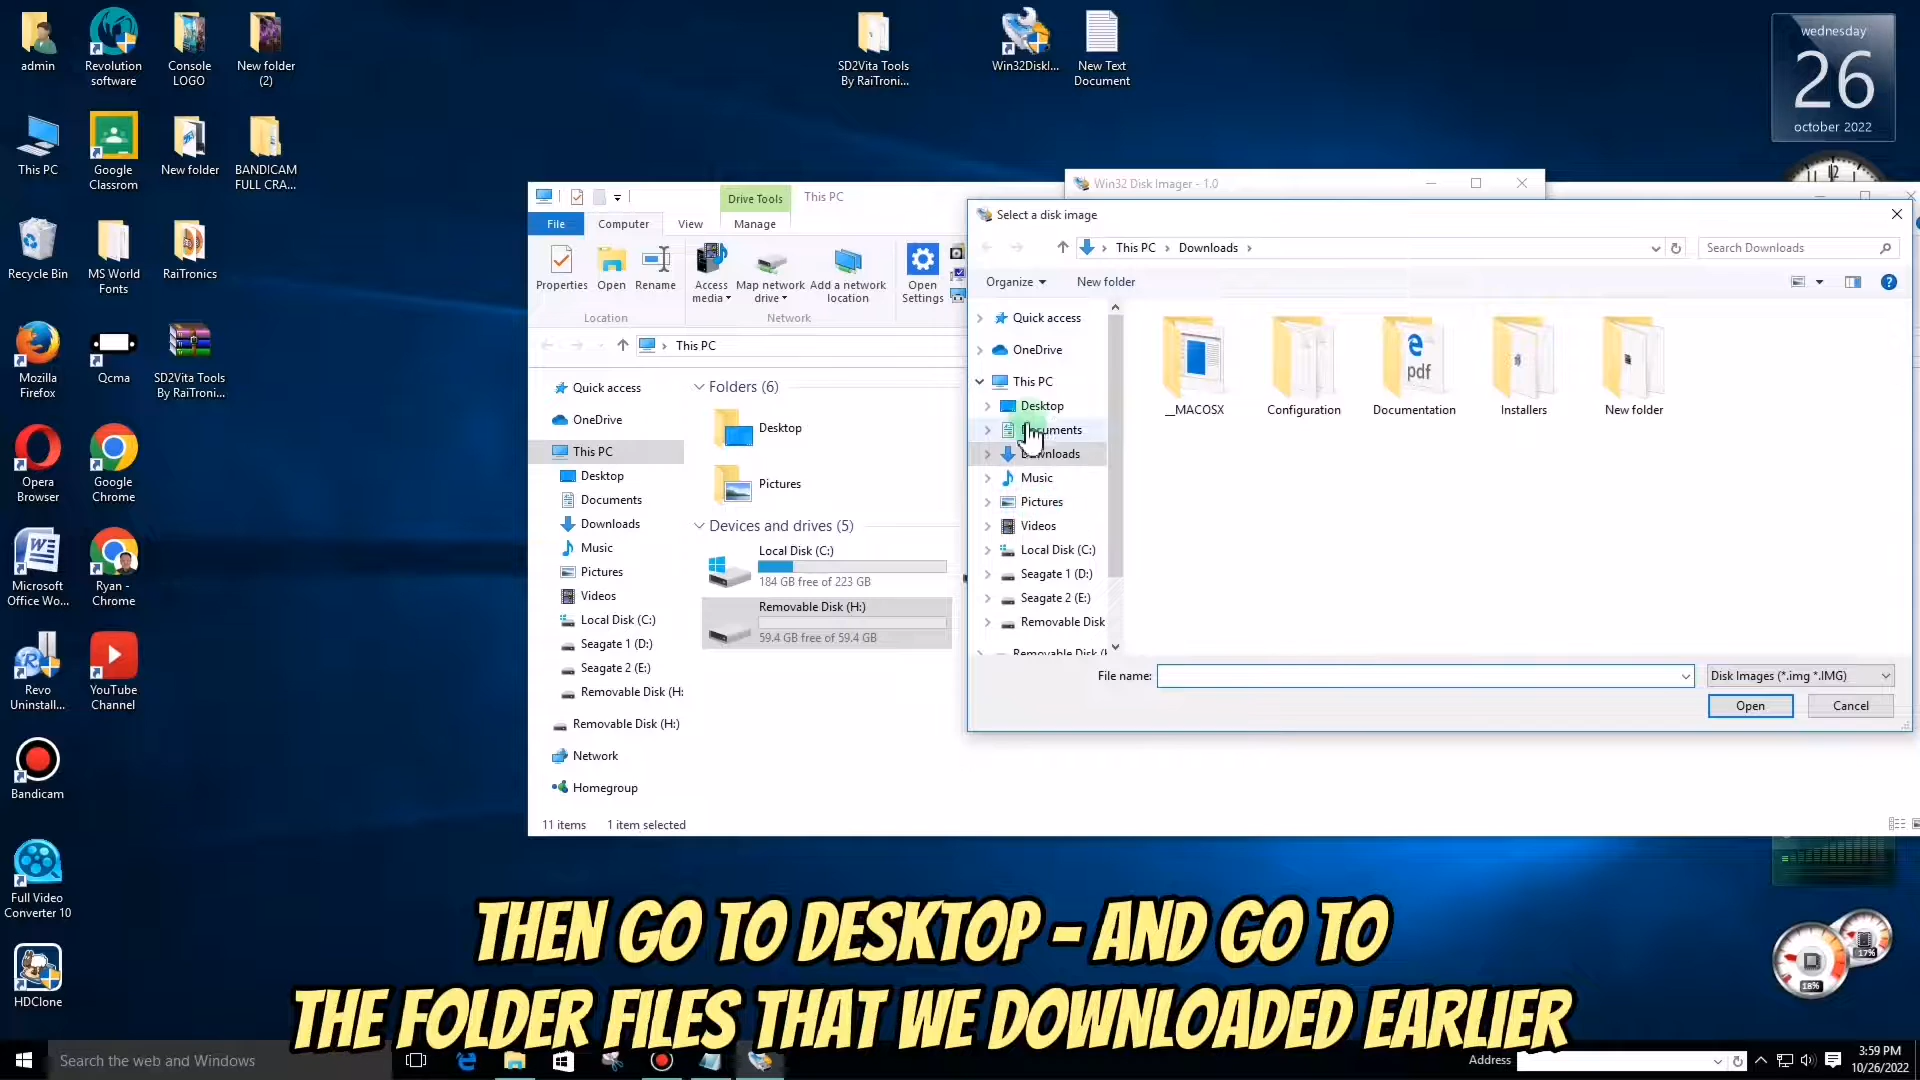 admin
Revolution
software
Console
LOGO
New folder
(2)
SD2Vita Tools
By RaiTroni...
Win32DiskI...
New Text
Document
wednesday
26
october 2022
This PC
Google
Classrom
New folder
BANDICAM
FULL CRA...
Recycle Bin
MS World
Fonts
RaiTronics
Mozilla
Firefox
Qcma
SD2Vita Tools
By RaiTroni...
Opera
Browser
Google
Chrome
Microsoft
Office Wo...
Ryan -
Chrome
Revo
Uninstall...
YouTube
Channel
Bandicam
Full Video
Converter 10
HDClone
Drive Tools
This PC
File
Computer
View
Manage
Properties
Open
Rename
Access
media
Map network
drive
Add a network
location
Open
Settings
Location
Network
This PC
Quick access
OneDrive
This PC
Desktop
Documents
Downloads
Music
Pictures
Videos
Local Disk (C:)
Seagate 1 (D:)
Seagate 2 (E:)
Removable Disk (H:
Removable Disk (H:)
Network
Homegroup
Folders (6)
Desktop
Pictures
Devices and drives (5)
Local Disk (C:)
184 GB free of 223 GB
Removable Disk (H:)
59.4 GB free of 59.4 GB
11 items
1 item selected
Win32 Disk Imager - 1.0
Select a disk image
This PC
Downloads
Search Downloads
Organize
New folder
Quick access
OneDrive
This PC
Desktop
Downloads
Music
Pictures
Videos
Local Disk (C:)
Seagate 1 (D:)
Seagate 2 (E:)
Removable Disk
Removable Disk (H
__MACOSX
Configuration
pdf
Documentation
Installers
New folder
File name:
Disk Images (*.img *.IMG)
Open
Cancel
17%
18%
THEN GO TO DESKTOP - AND GO TO
THE FOLDER FILES THAT WE DOWNLOADED EARLIER
Search the web and Windows
Address
3:59 PM
10/26/2022